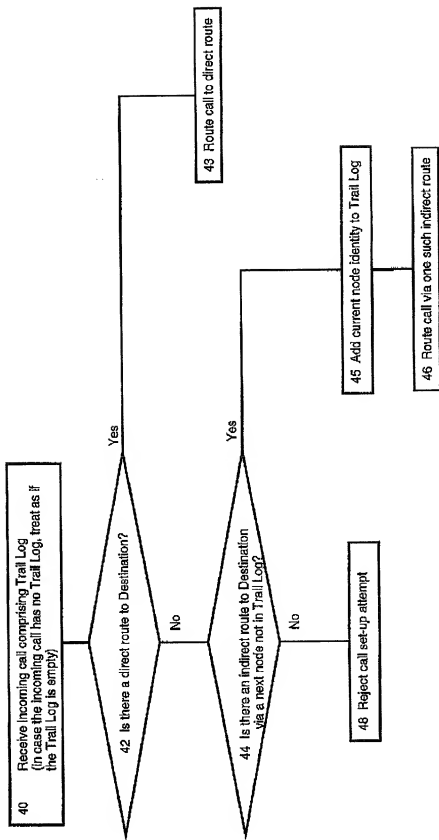 40 Receive incoming call comprising Trail Log
(in case the incoming call has no Trail Log, treat as if
the Trail Log is empty)
42 Is there a direct route to Destination?
Yes
43 Route call to direct route
No
44 Is there an indirect route to Destination
via a next node not in Trail Log?
Yes
45 Add current node identity to Trail Log
46 Route call via one such indirect route
No
48 Reject call set-up attempt